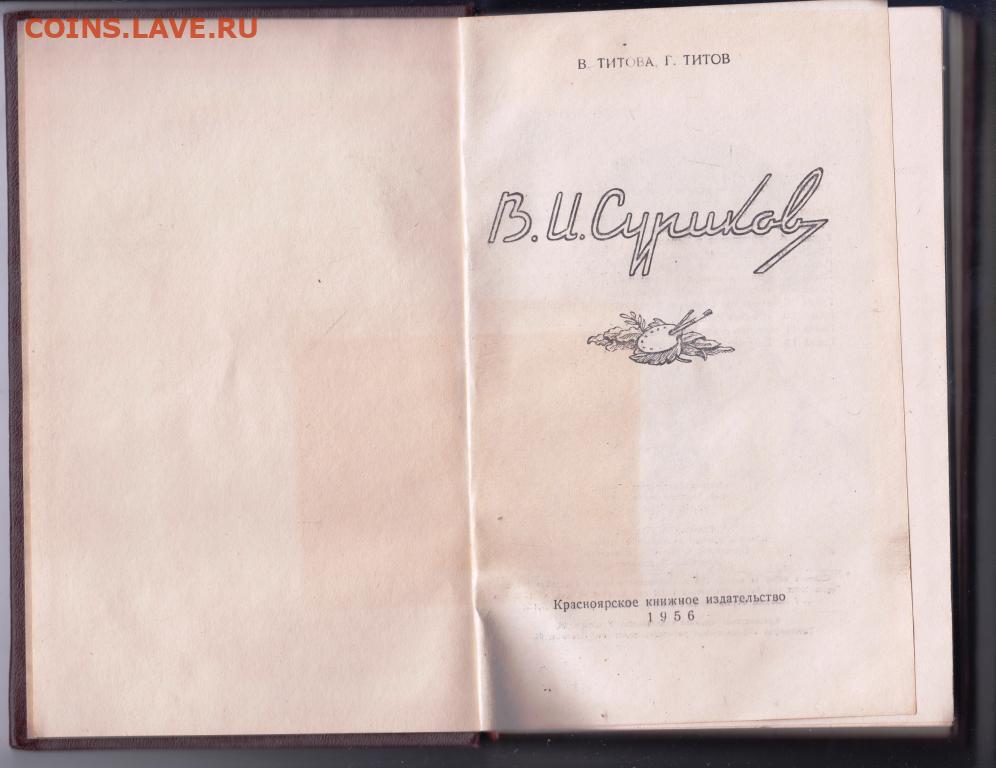 COINS.LAVE.RU
В. ТИТОВА, Г. ТИТОВ
В. И. Суриков
Красноярское книжное издательство
1956